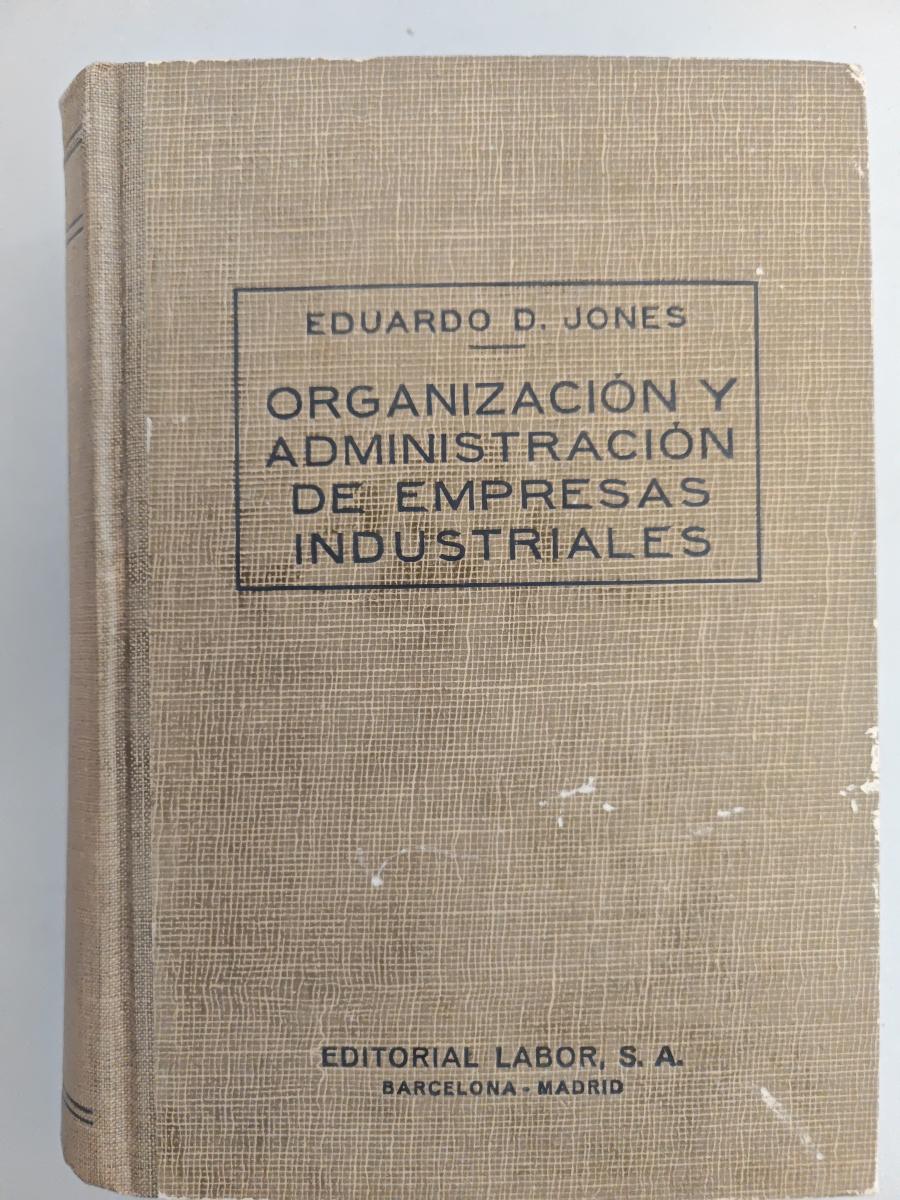 EDUARDO D. JONES
ORGANIZACIÓN Y
ADMINISTRACIÓN
DE EMPRESAS
INDUSTRIALES
EDITORIAL LABOR, S. A.
BARCELONA - MADRID